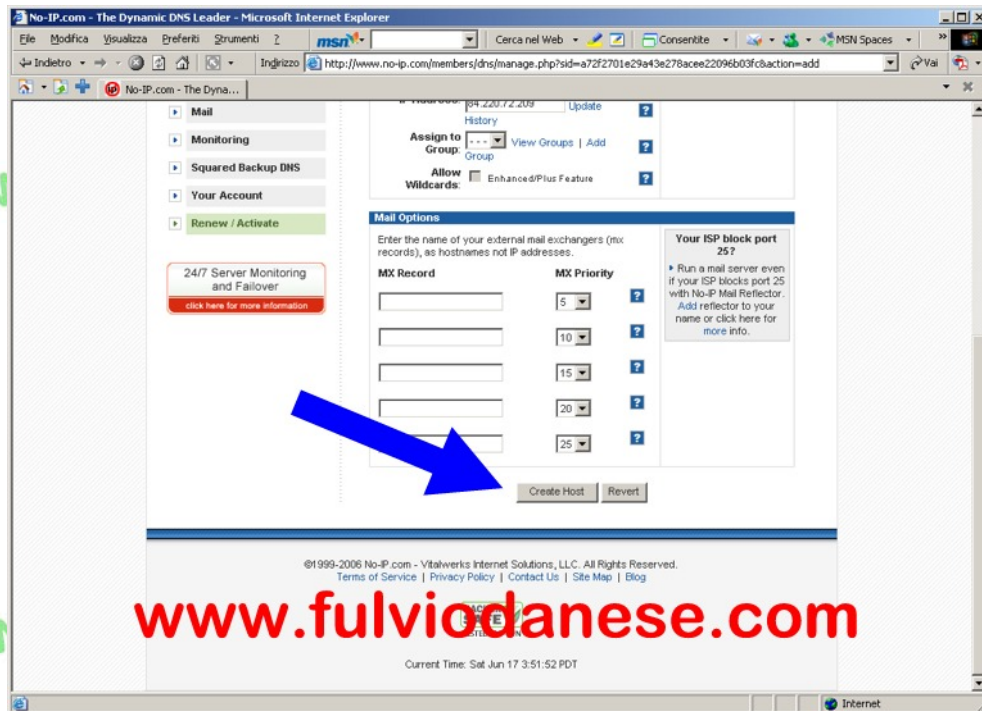 No-IP.com - The Dynamic DNS Leader - Microsoft Internet Explorer
File Modifica Visualizza Preferiti Strumenti ?
msn
Cerca nel Web
Consentite
MSN Spaces
»
Indietro
Indirizzo http://www.no-ip.com/members/dns/manage.php?sid=a72f2701e29a43e278acee22096b03fc&action=add
Vai
No-IP.com - The Dyna...
Mail
Monitoring
Squared Backup DNS
Your Account
Renew / Activate
24/7 Server Monitoring
and Failover
click here for more information
IP Address: 84.220.72.209 Update
History
Assign to
Group: - - - View Groups | Add
Group
Allow
Wildcards: Enhanced/Plus Feature
Mail Options
Enter the name of your external mail exchangers (mx
records), as hostnames not IP addresses.
MX Record MX Priority
5 ?
10 ?
15 ?
20 ?
25 ?
Your ISP block port
25?
Run a mail server even
if your ISP blocks port 25
with No-IP Mail Reflector.
Add reflector to your
name or click here for
more info.
Create Host Revert
©1999-2006 No-IP.com - Vitalwerks Internet Solutions, LLC. All Rights Reserved.
Terms of Service | Privacy Policy | Contact Us | Site Map | Blog
www.fulviodanese.com
SAFE
Current Time: Sat Jun 17 3:51:52 PDT
Internet